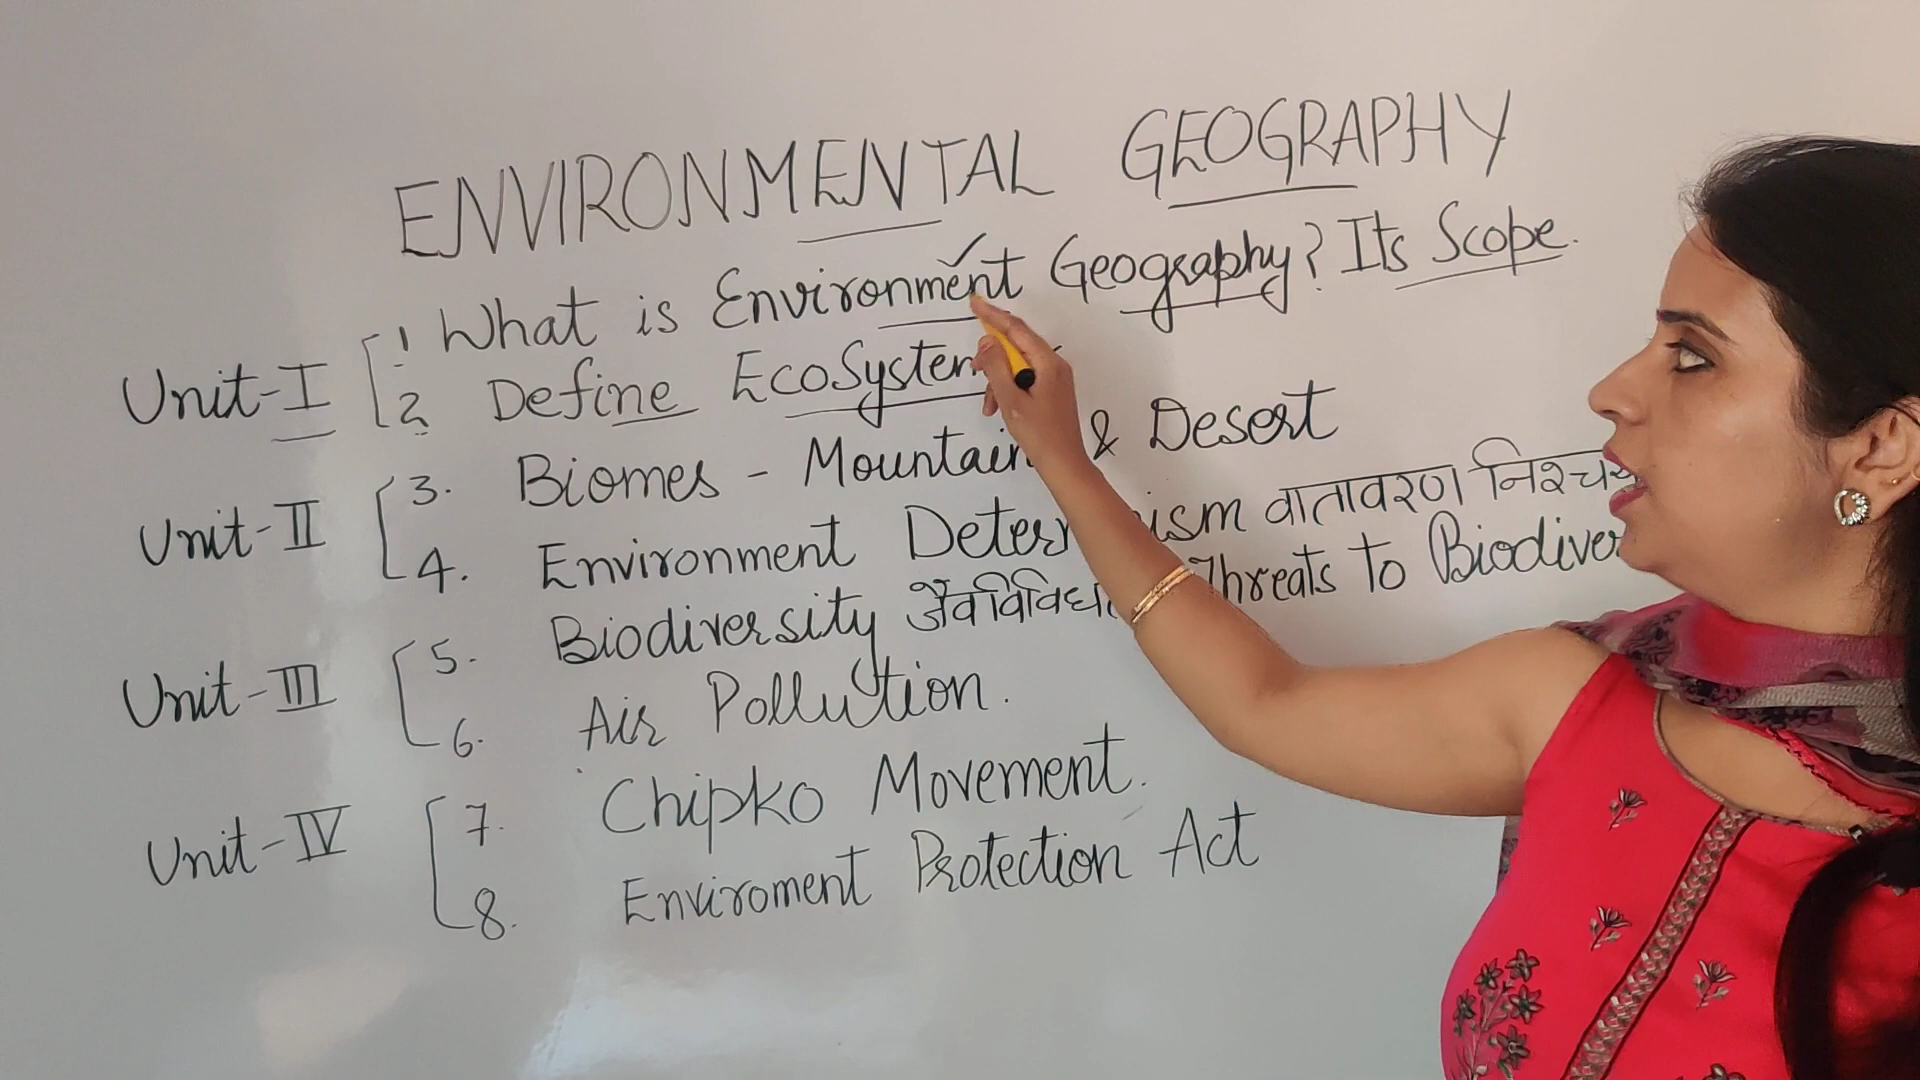 ENVIRONMENTAL GEOGRAPHY
1 What is Environment Geography? Its Scope.
Unit-I 2. Define EcoSystem
3. Biomes - Mountain & Desert
Unit-II
4. Environment वातावरण
5. Biodiversity Threats to
Unit-III
6. Air Pollution.
7. Chipko Movement.
Unit-IV
8. Enviroment Protection Act